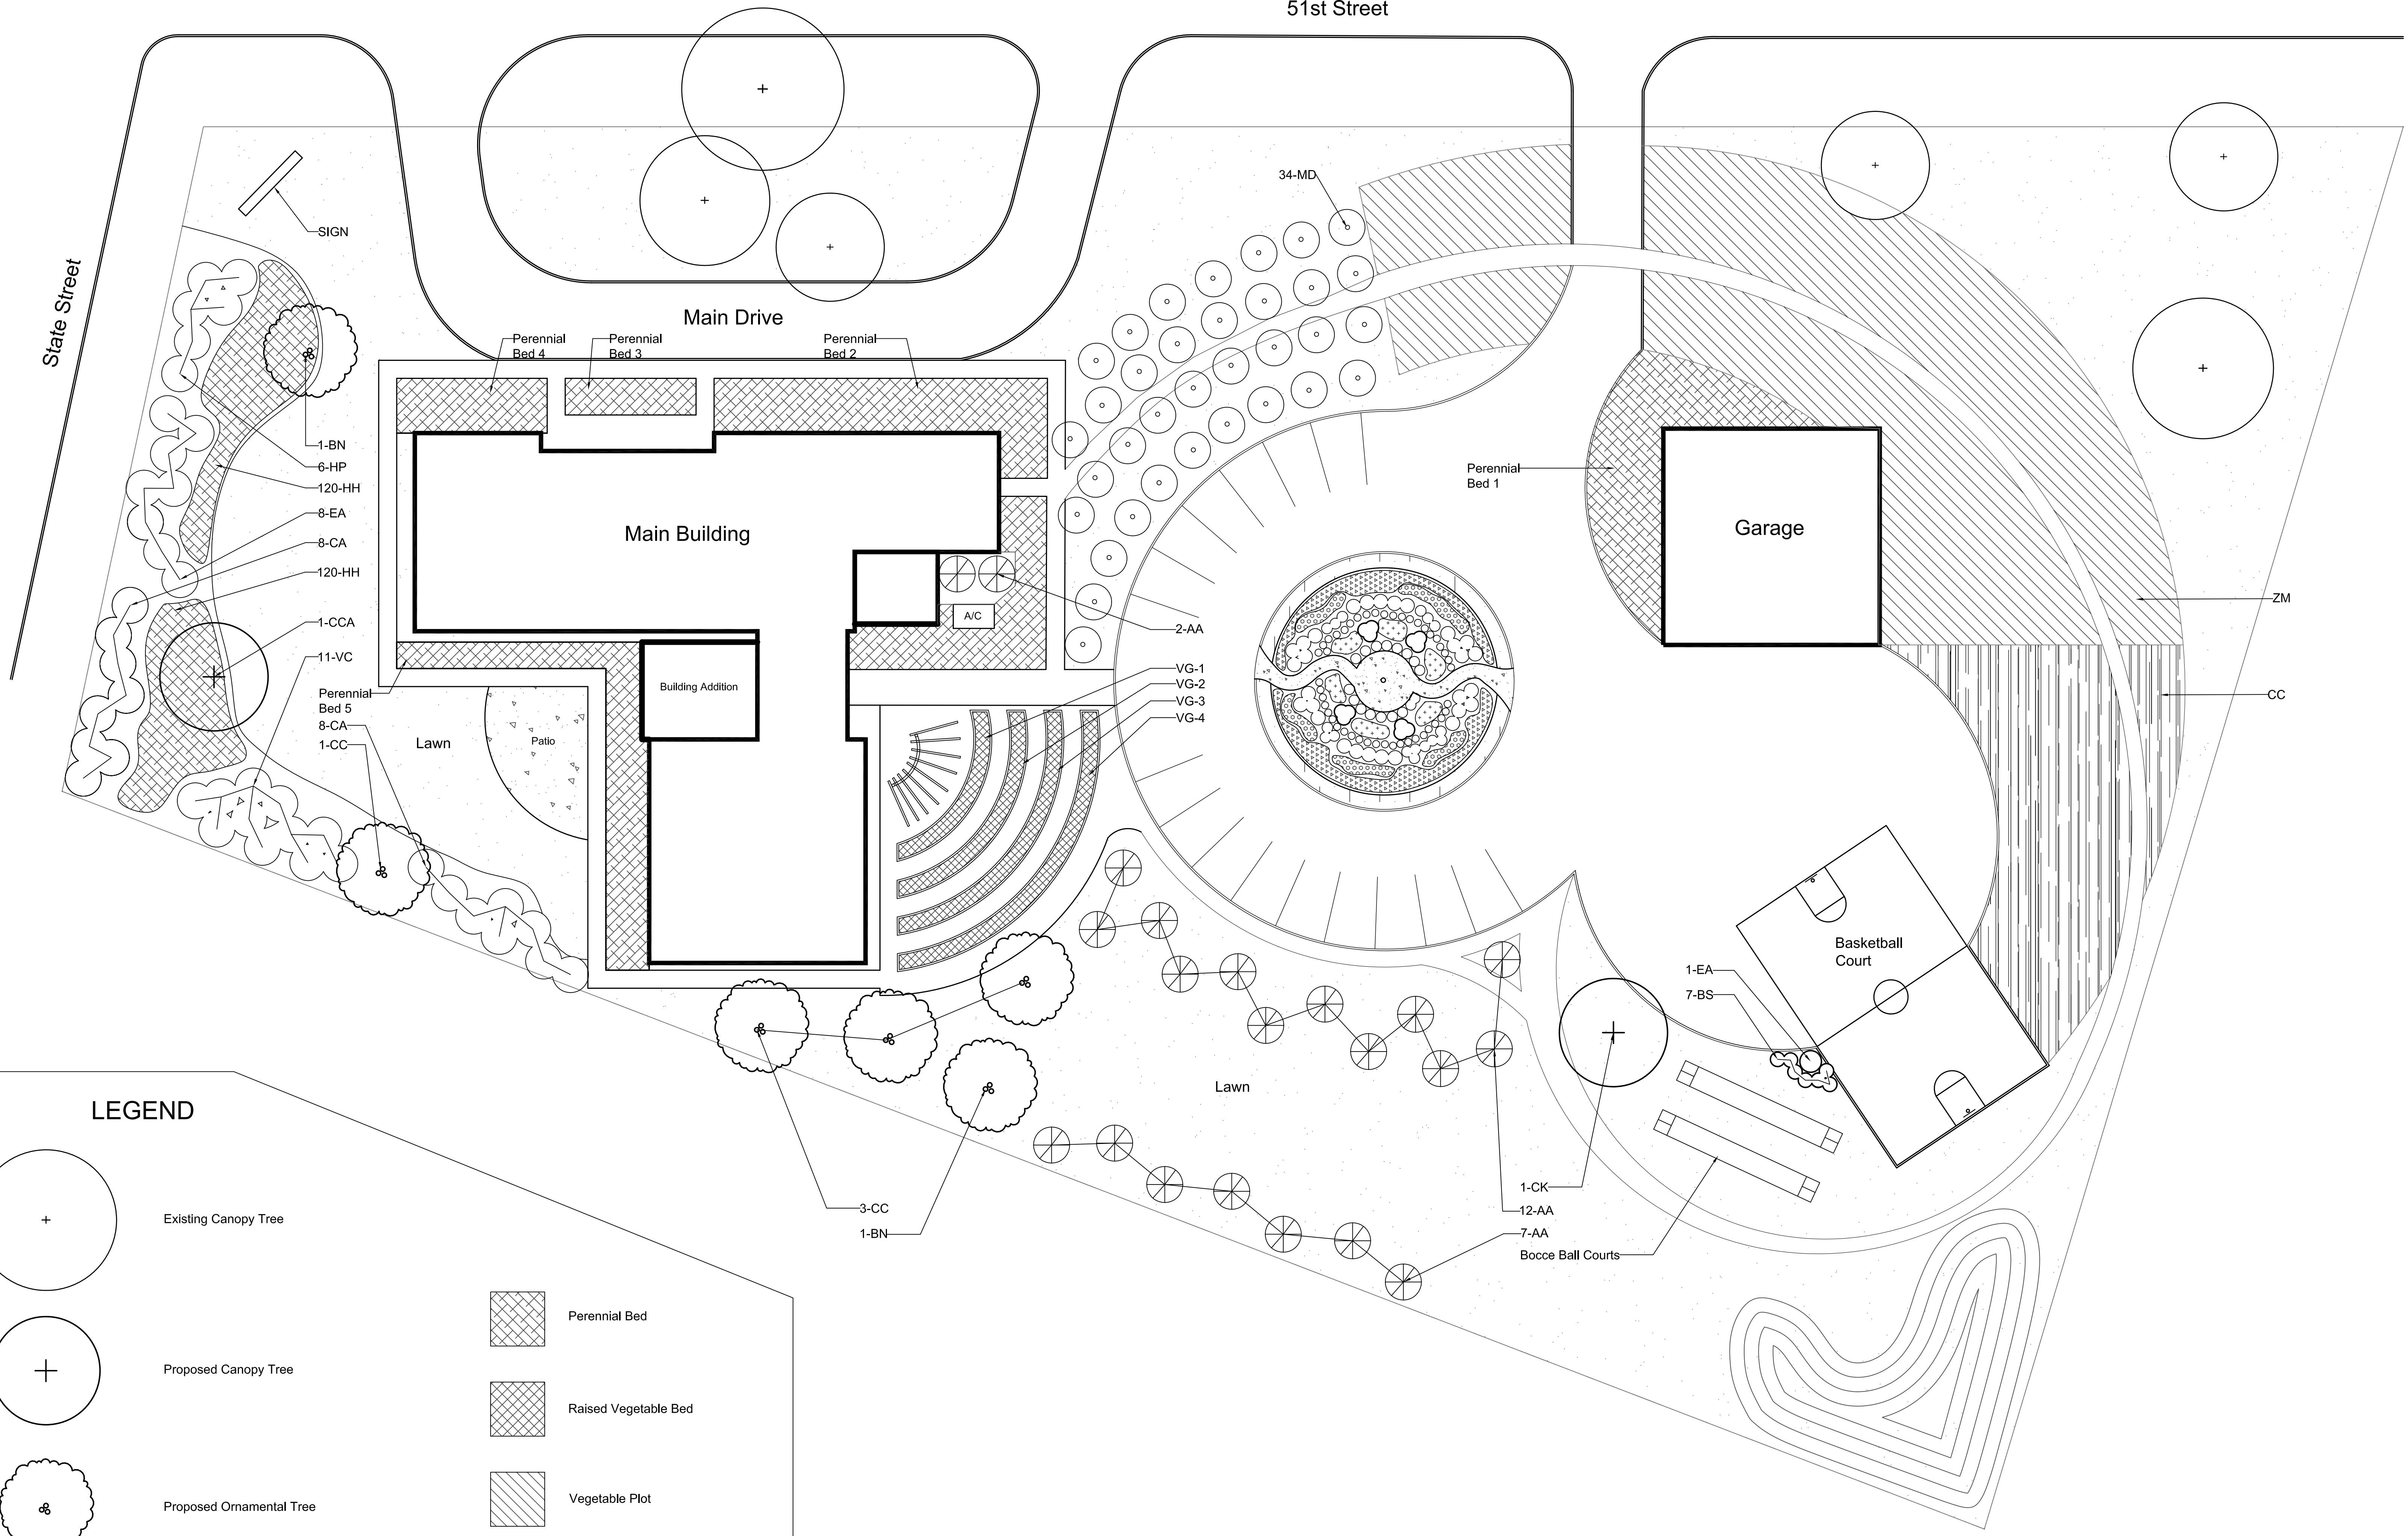 51st Street
State Street
SIGN
34-MD
Main Drive
Perennial
Bed 4
Perennial
Bed 3
Perennial
Bed 2
1-BN
6-HP
120-HH
8-EA
8-CA
120-HH
1-CCA
11-VC
Perennial
Bed 5
8-CA
1-CC
Lawn
Patio
Main Building
Building Addition
A/C
2-AA
VG-1
VG-2
VG-3
VG-4
Perennial
Bed 1
Garage
ZM
CC
Basketball
Court
1-EA
7-BS
Lawn
3-CC
1-BN
1-CK
12-AA
7-AA
Bocce Ball Courts
LEGEND
Existing Canopy Tree
Proposed Canopy Tree
Proposed Ornamental Tree
Perennial Bed
Raised Vegetable Bed
Vegetable Plot